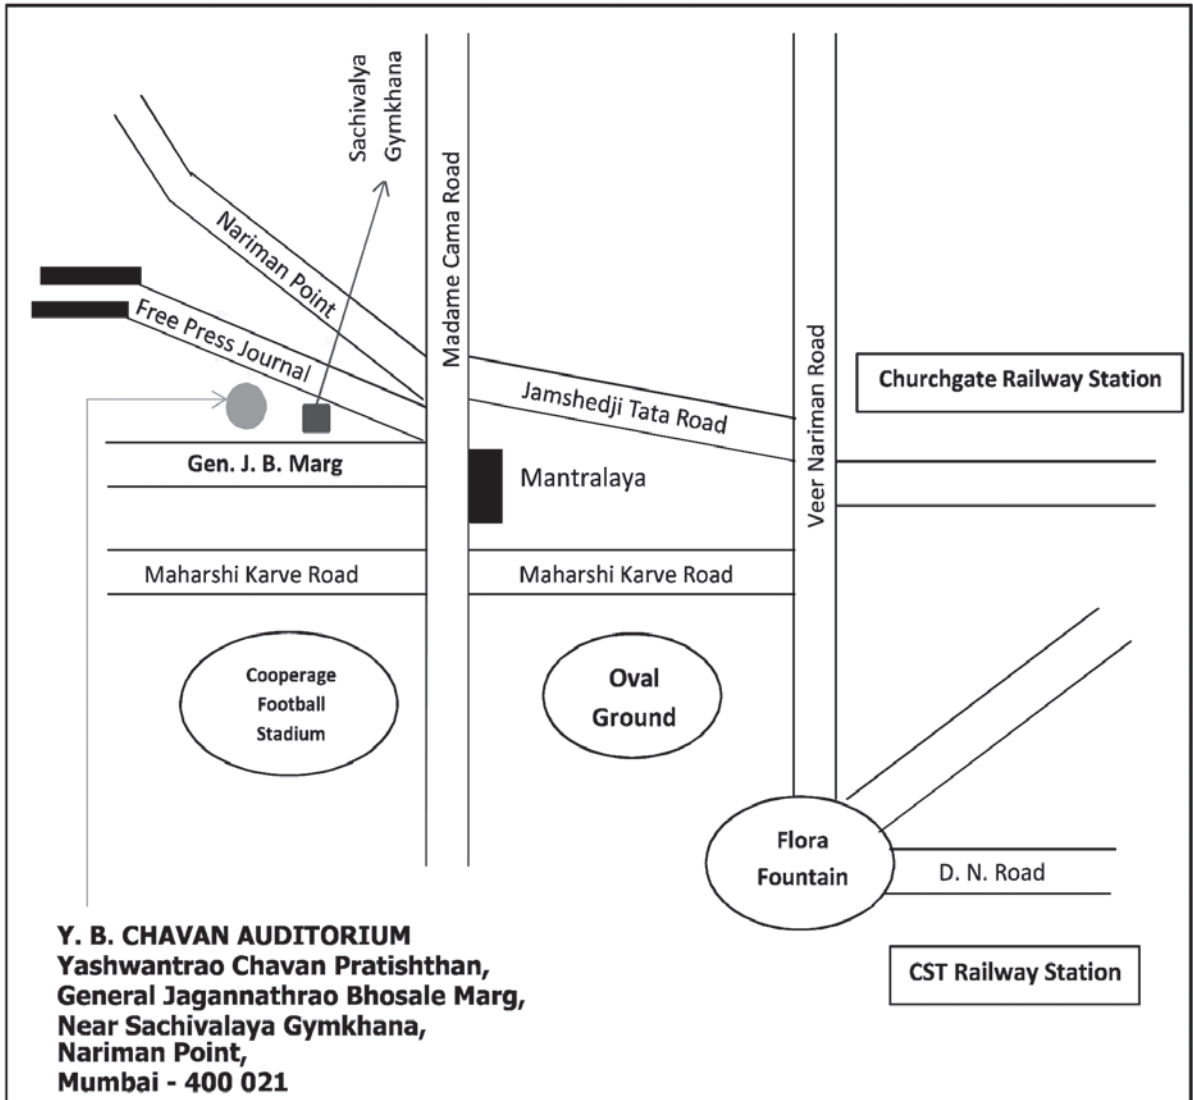 Sachivalya
Gymkhana
Madame Cama Road
Nariman Point
Free Press Journal
Veer Nariman Road
Churchgate Railway Station
Jamshedji Tata Road
Gen. J. B. Marg
Mantralaya
Maharshi Karve Road
Maharshi Karve Road
Cooperage
Football
Stadium
Oval
Ground
Flora
Fountain
D. N. Road
CST Railway Station
Y. B. CHAVAN AUDITORIUM
Yashwantrao Chavan Pratishthan,
General Jagannathrao Bhosale Marg,
Near Sachivalaya Gymkhana,
Nariman Point,
Mumbai - 400 021